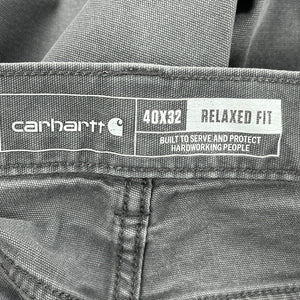 carhartt
40X32 RELAXED FIT
BUILT TO SERVE AND PROTECT
HARDWORKING PEOPLE